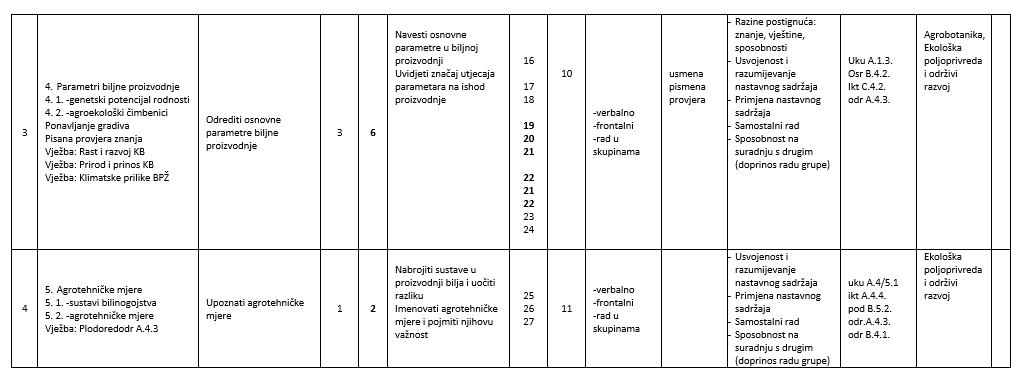 3
4. Parametri biljne proizvodnje
4. 1. -genetski potencijal rodnosti
4. 2. -agroekološki čimbenici
Ponavljanje gradiva
Pisana provjera znanja
Vježba: Rast i razvoj KB
Vježba: Prirod i prinos KB
Vježba: Klimatske prilike BPŽ
Odrediti osnovne
parametre biljne
proizvodnje
3
6
Navesti osnovne
parametre u biljnoj
proizvodnji
Uvidjeti značaj utjecaja
parametara na ishod
proizvodnje
16
17
18
19
20
21
22
21
22
23
24
10
-verbalno
-frontalni
-rad u
skupinama
usmena
pismena
provjera
- Razine postignuća:
znanje, vještine,
sposobnosti
- Usvojenost i
razumijevanje
nastavnog sadržaja
- Primjena nastavnog
sadržaja
- Samostalni rad
- Sposobnost na
suradnju s drugim
(doprinos radu grupe)
Uku A.1.3.
Osr B.4.2.
Ikt C.4.2.
odr A.4.3.
Agrobotanika,
Ekološka
poljoprivreda
i održivi
razvoj
4
5. Agrotehničke mjere
5. 1. -sustavi bilinogojstva
5. 2. -agrotehničke mjere
Vježba: Plodoredodr A.4.3
Upoznati agrotehničke
mjere
1
2
Nabrojiti sustave u
proizvodnji bilja i uočiti
razliku
Imenovati agrotehničke
mjere i pojmiti njihovu
važnost
25
26
27
11
-verbalno
-frontalni
-rad u
skupinama
- Usvojenost i
razumijevanje
nastavnog sadržaja
- Primjena nastavnog
sadržaja
- Samostalni rad
- Sposobnost na
suradnju s drugim
(doprinos radu grupe)
uku A.4/5.1
ikt A.4.4.
pod B.5.2.
odr.A.4.3.
odr B.4.1.
Ekološka
poljoprivreda
i održivi
razvoj